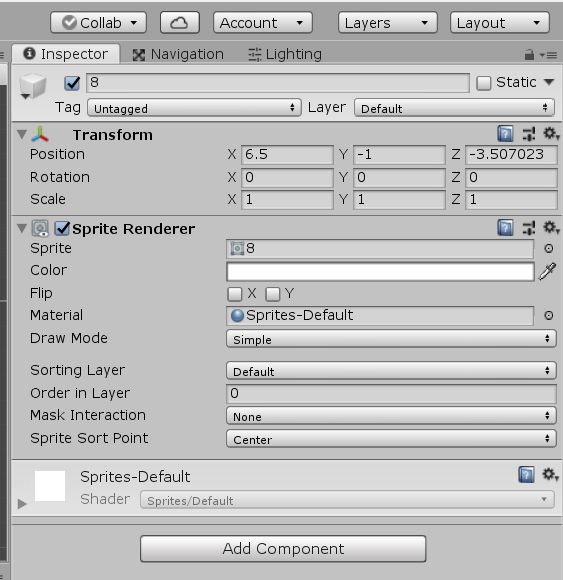 Collab Account Layers Layout
Inspector Navigation Lighting
8 Static
Tag Untagged Layer Default
Transform
Position X 6.5 Y -1 Z -3.507023
Rotation X 0 Y 0 Z 0
Scale X 1 Y 1 Z 1
Sprite Renderer
Sprite 8
Color
Flip X Y
Material Sprites-Default
Draw Mode Simple
Sorting Layer Default
Order in Layer 0
Mask Interaction None
Sprite Sort Point Center
Sprites-Default
Shader Sprites/Default
Add Component